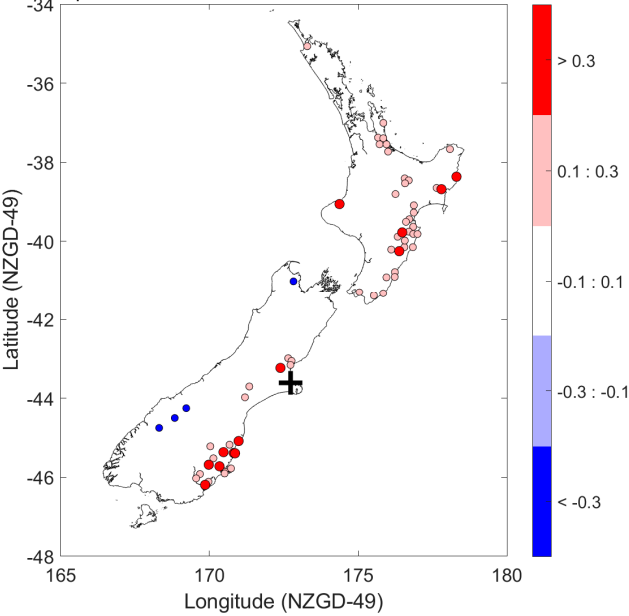 -34
-36
-38
-40
-42
-44
-46
-48
165
170
175
180
Longitude (NZGD-49)
Latitude (NZGD-49)
> 0.3
0.1 : 0.3
-0.1 : 0.1
-0.3 : -0.1
< -0.3